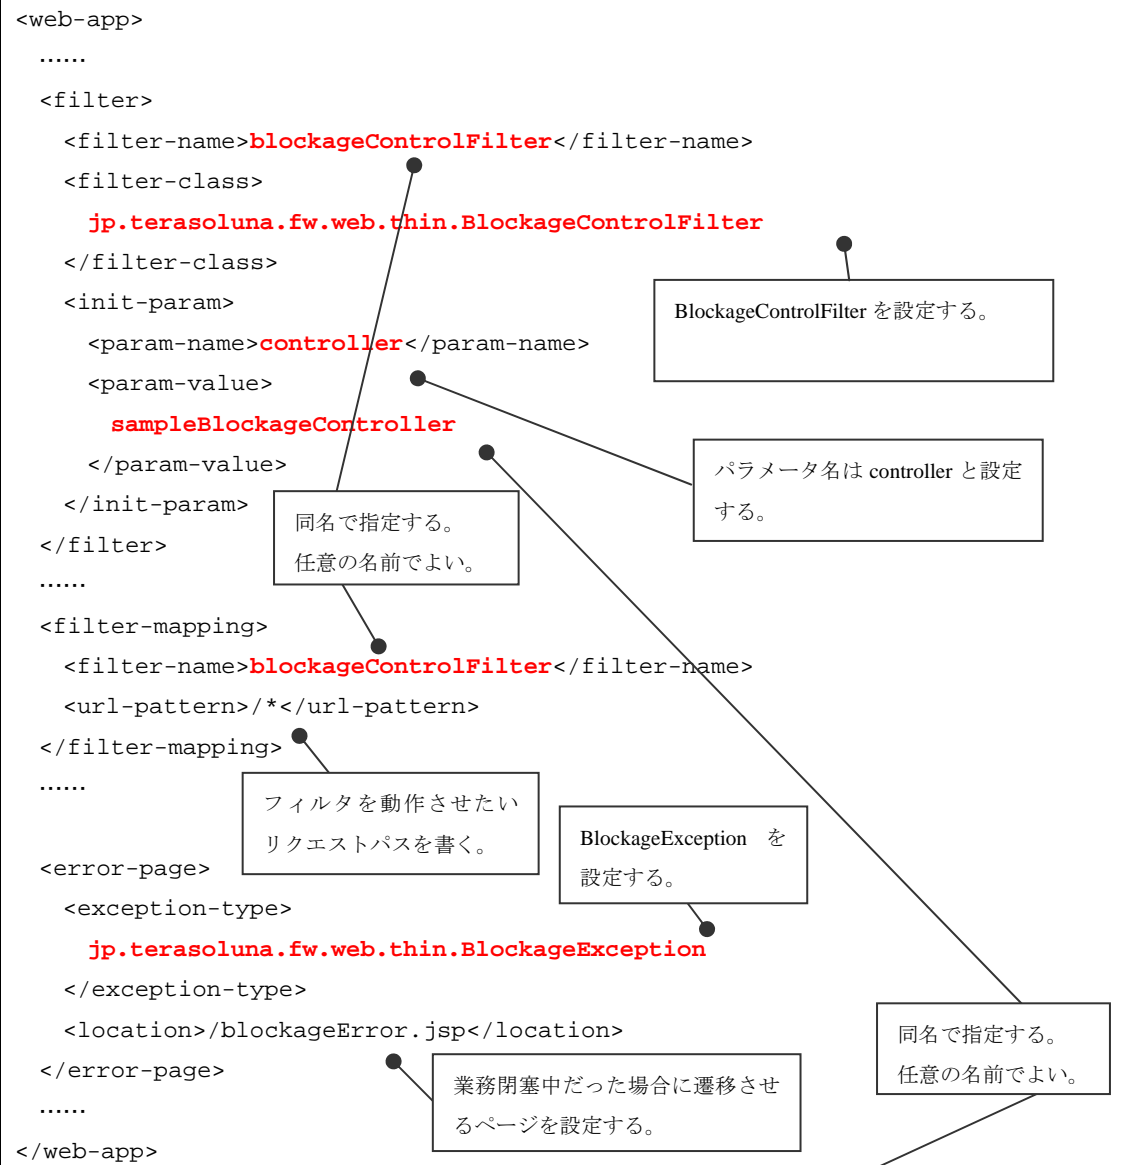 <web-app>
……
<filter>
<filter-name>blockageControlFilter</filter-name>
<filter-class>
jp.terasoluna.fw.web.thin.BlockageControlFilter
</filter-class>
BlockageControlFilter を設定する。
<init-param>
<param-name>controller</param-name>
<param-value>
sampleBlockageController
</param-value>
パラメータ名は controller と設定
する。
</init-param>
同名で指定する。
任意の名前でよい。
</filter>
……
<filter-mapping>
<filter-name>blockageControlFilter</filter-name>
<url-pattern>/*</url-pattern>
</filter-mapping>
……
フィルタを動作させたい
リクエストパスを書く。
BlockageException を
設定する。
<error-page>
<exception-type>
jp.terasoluna.fw.web.thin.BlockageException
</exception-type>
<location>/blockageError.jsp</location>
同名で指定する。
任意の名前でよい。
</error-page>
業務閉塞中だった場合に遷移させ
るページを設定する。
……
</web-app>